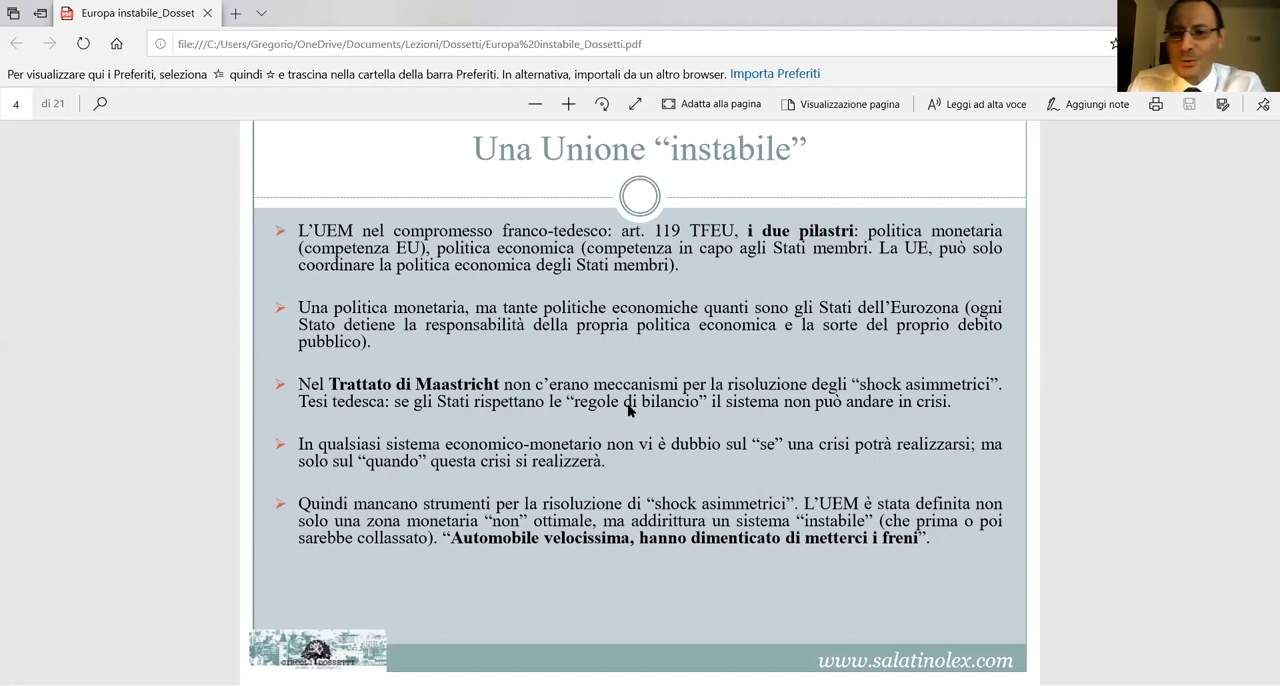 Europa instabile_Dosset
file:///C:/Users/Gregorio/OneDrive/Documents/Lezioni/Dossetti/Europa%20instabile_Dossetti.pdf
Per visualizzare qui i Preferiti, seleziona quindi e trascina nella cartella della barra Preferiti. In alternativa, importali da un altro browser. Importa Preferiti
4 di 21 Adatta alla pagina Visualizzazione pagina Leggi ad alta voce Aggiungi note
Una Unione “instabile”
L’UEM nel compromesso franco-tedesco: art. 119 TFEU, i due pilastri: politica monetaria
(competenza EU), politica economica (competenza in capo agli Stati membri. La UE, può solo
coordinare la politica economica degli Stati membri).
Una politica monetaria, ma tante politiche economiche quanti sono gli Stati dell’Eurozona (ogni
Stato detiene la responsabilità della propria politica economica e la sorte del proprio debito
pubblico).
Nel Trattato di Maastricht non c’erano meccanismi per la risoluzione degli “shock asimmetrici”.
Tesi tedesca: se gli Stati rispettano le “regole di bilancio” il sistema non può andare in crisi.
In qualsiasi sistema economico-monetario non vi è dubbio sul “se” una crisi potrà realizzarsi; ma
solo sul “quando” questa crisi si realizzerà.
Quindi mancano strumenti per la risoluzione di “shock asimmetrici”. L’UEM è stata definita non
solo una zona monetaria “non” ottimale, ma addirittura un sistema “instabile” (che prima o poi
sarebbe collassato). “Automobile velocissima, hanno dimenticato di metterci i freni”.
CIRCOLI DOSSETTI
www.salatinolex.com